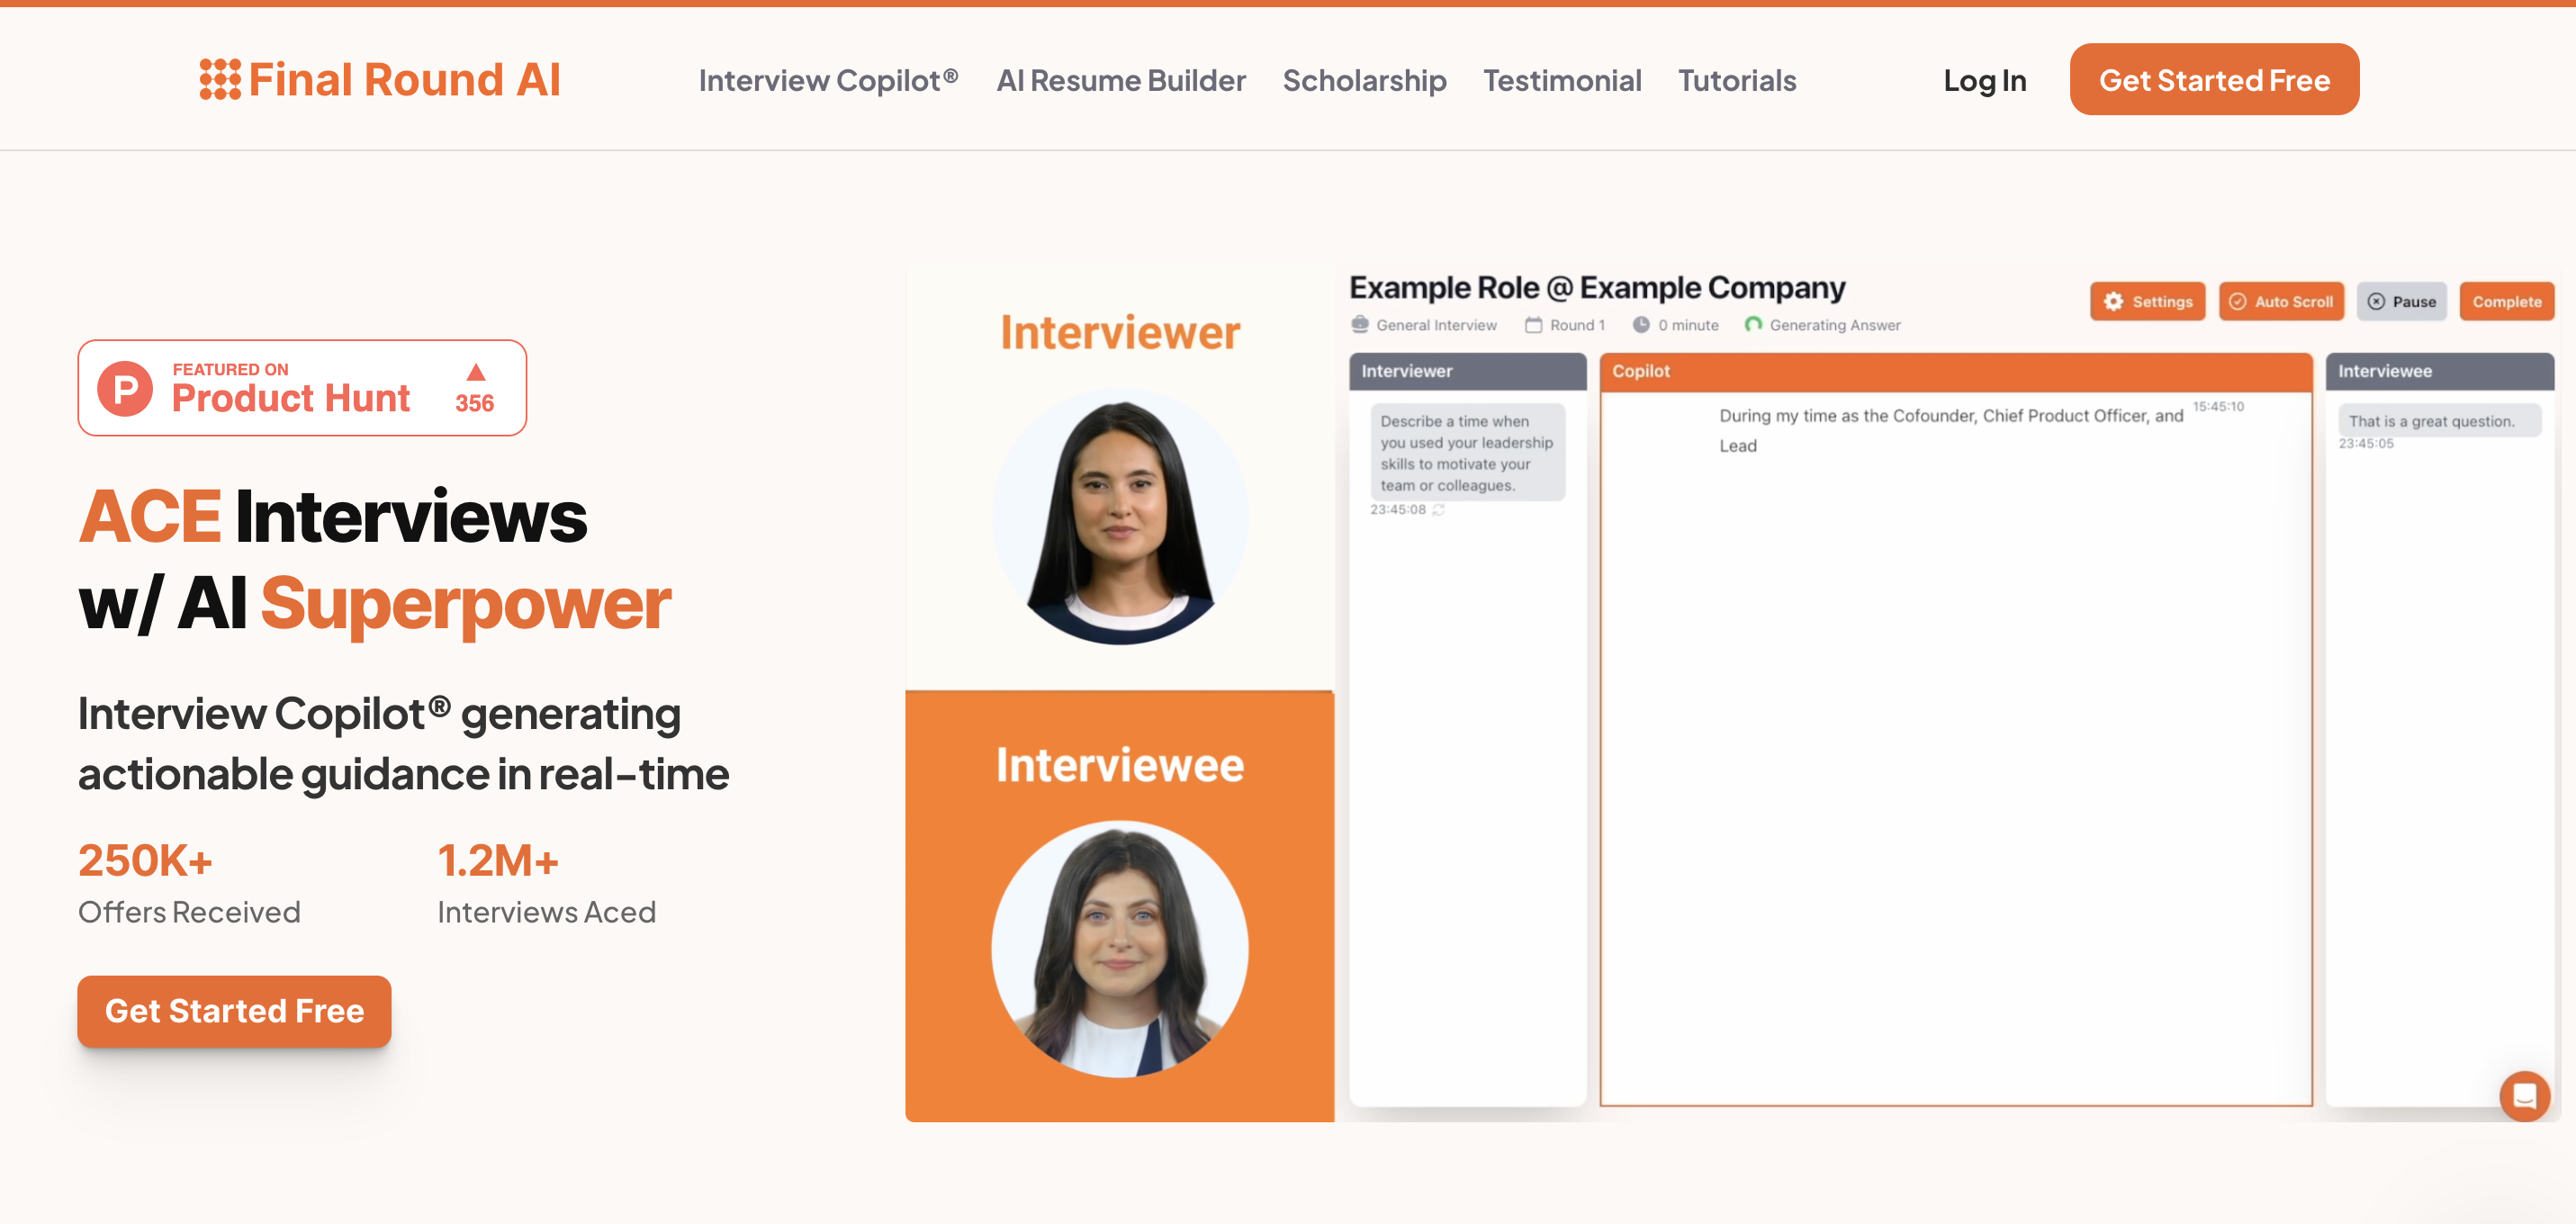 Final Round AI
Interview Copilot®
AI Resume Builder
Scholarship
Testimonial
Tutorials
Log In
Get Started Free
FEATURED ON
Product Hunt
356
ACE Interviews
w/ AI Superpower
Interview Copilot® generating
actionable guidance in real-time
250K+
Offers Received
1.2M+
Interviews Aced
Get Started Free
Interviewer
Interviewee
Example Role @ Example Company
General Interview
Round 1
0 minute
Generating Answer
Settings
Auto Scroll
Pause
Complete
Interviewer
Describe a time when
you used your leadership
skills to motivate your
team or colleagues.
23:45:08
Copilot
During my time as the Cofounder, Chief Product Officer, and
Lead
15:45:10
Interviewee
That is a great question.
23:45:05